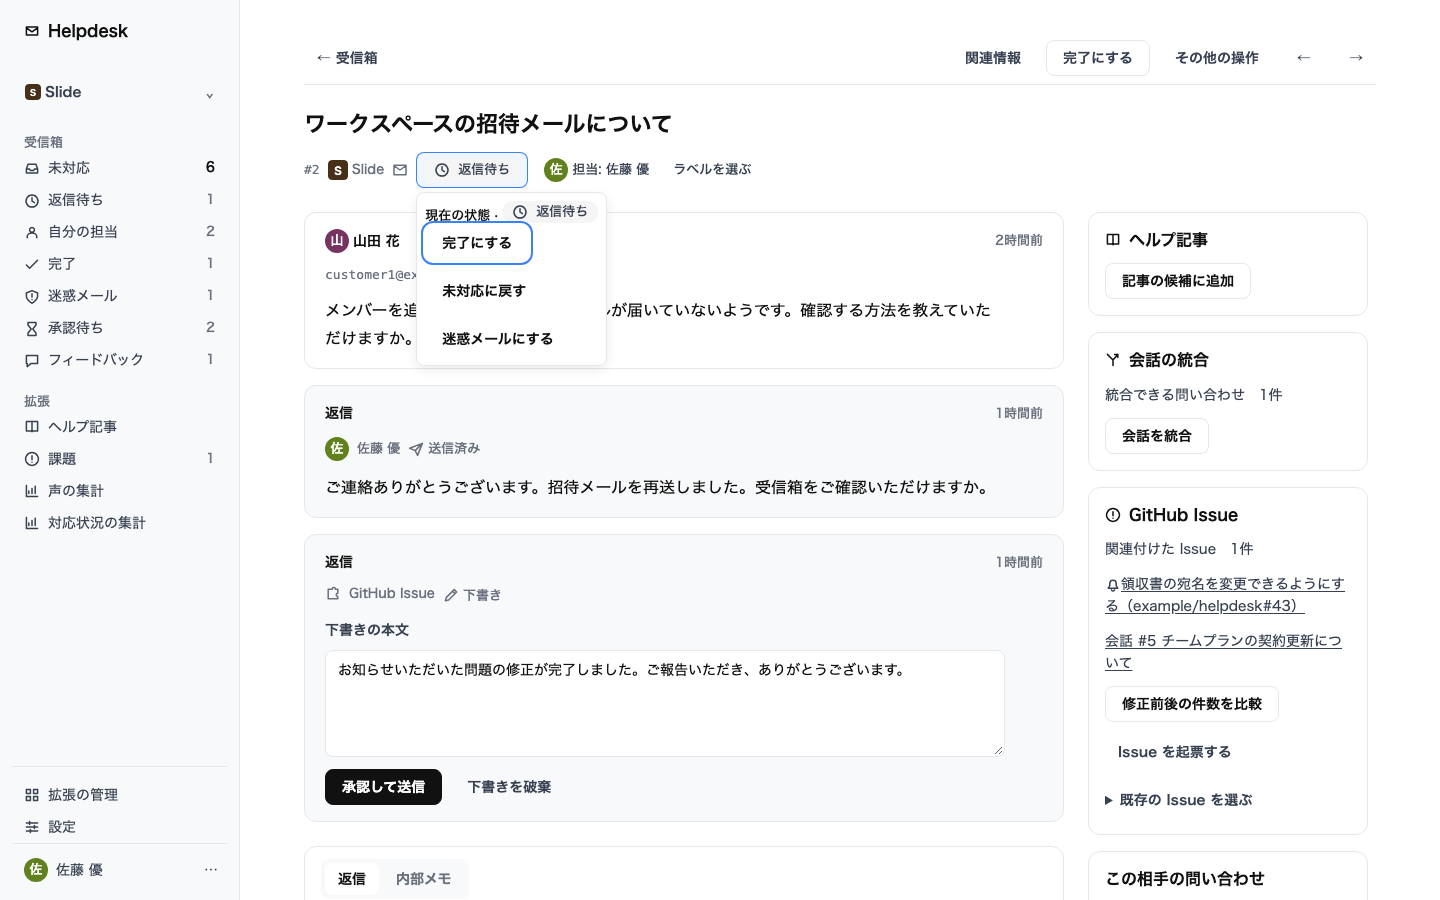 Helpdesk
S Slide
受信箱
未対応 6
返信待ち 1
自分の担当 2
完了 1
迷惑メール 1
承認待ち 2
フィードバック 1
拡張
ヘルプ記事
課題 1
声の集計
対応状況の集計
拡張の管理
設定
佐 佐藤 優 …
← 受信箱
関連情報 完了にする その他の操作 ← →
ワークスペースの招待メールについて
#2 S Slide 返信待ち 佐 担当: 佐藤 優 ラベルを選ぶ
現在の状態 · 返信待ち
完了にする
未対応に戻す
迷惑メールにする
山 山田 花 2時間前
customer1@ex
メンバーを追 が届いていないようです。確認する方法を教えていた
だけますか。
返信 1時間前
佐 佐藤 優 送信済み
ご連絡ありがとうございます。招待メールを再送しました。受信箱をご確認いただけますか。
返信 1時間前
GitHub Issue 下書き
下書きの本文
お知らせいただいた問題の修正が完了しました。ご報告いただき、ありがとうございます。
承認して送信 下書きを破棄
返信 内部メモ
ヘルプ記事
記事の候補に追加
会話の統合
統合できる問い合わせ 1件
会話を統合
GitHub Issue
関連付けた Issue 1件
領収書の宛名を変更できるようにす
る（example/helpdesk#43）
会話 #5 チームプランの契約更新につ
いて
修正前後の件数を比較
Issue を起票する
▶ 既存の Issue を選ぶ
この相手の問い合わせ